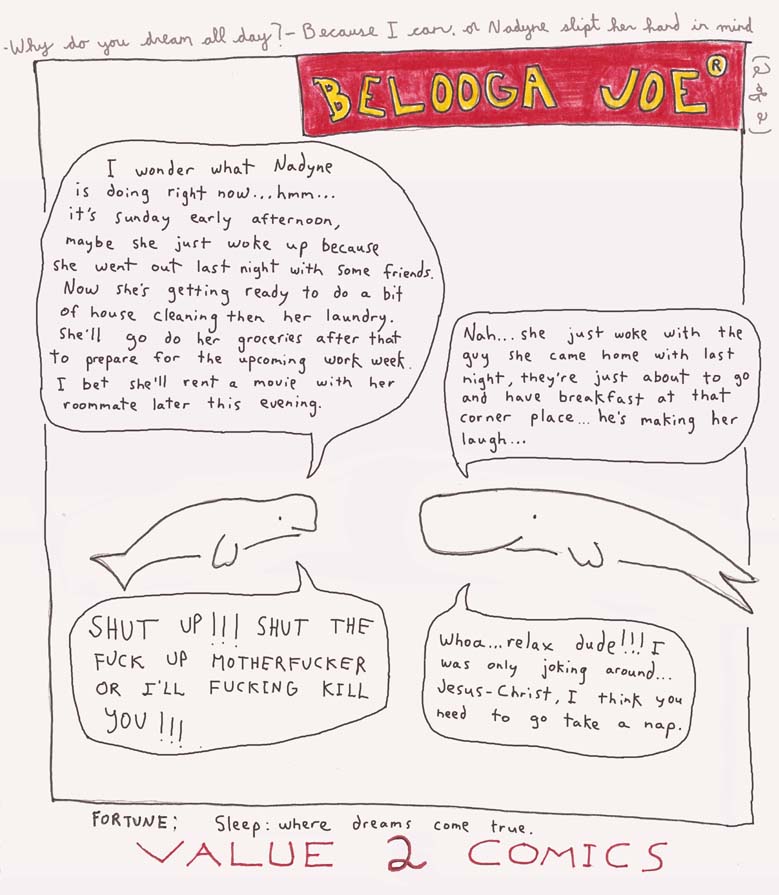 -Why do you dream all day?- Because I can. or Nadyne slipt her hand in mind
BELOOGA JOE®
I wonder what Nadyne
is doing right now...hmm...
it's sunday early afternoon,
maybe she just woke up because
she went out last night with some friends.
Now she's getting ready to do a bit
of house cleaning then her laundry.
She'll go do her groceries after that
to prepare for the upcoming work week.
I bet she'll rent a movie with her
roommate later this evening.
Nah... she just woke with the
guy she came home with last
night, they're just about to go
and have breakfast at that
corner place... he's making her
laugh...
SHUT UP!!! SHUT THE
FUCK UP MOTHERFUCKER
OR I'LL FUCKING KILL
YOU!!!
Whoa...relax dude!!! I
was only joking around...
Jesus-Christ, I think you
need to go take a nap.
FORTUNE; Sleep: where dreams come true.
VALUE 2 COMICS